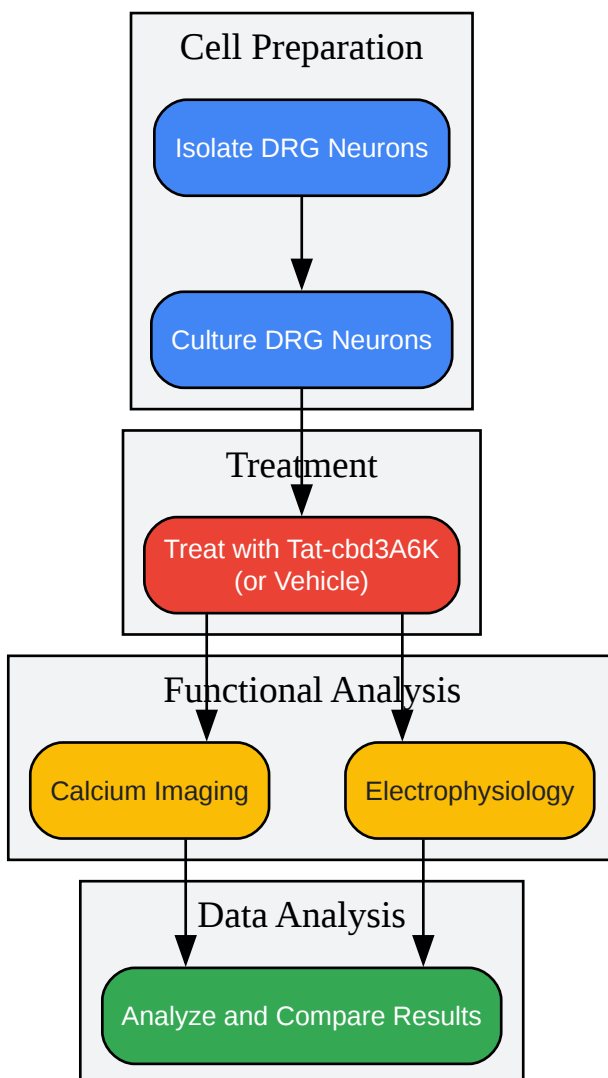 Cell Preparation
Isolate DRG Neurons
Culture DRG Neurons
Treatment
Treat with Tat-cbd3A6K
(or Vehicle)
Functional Analysis
Calcium Imaging
Electrophysiology
Data Analysis
Analyze and Compare Results